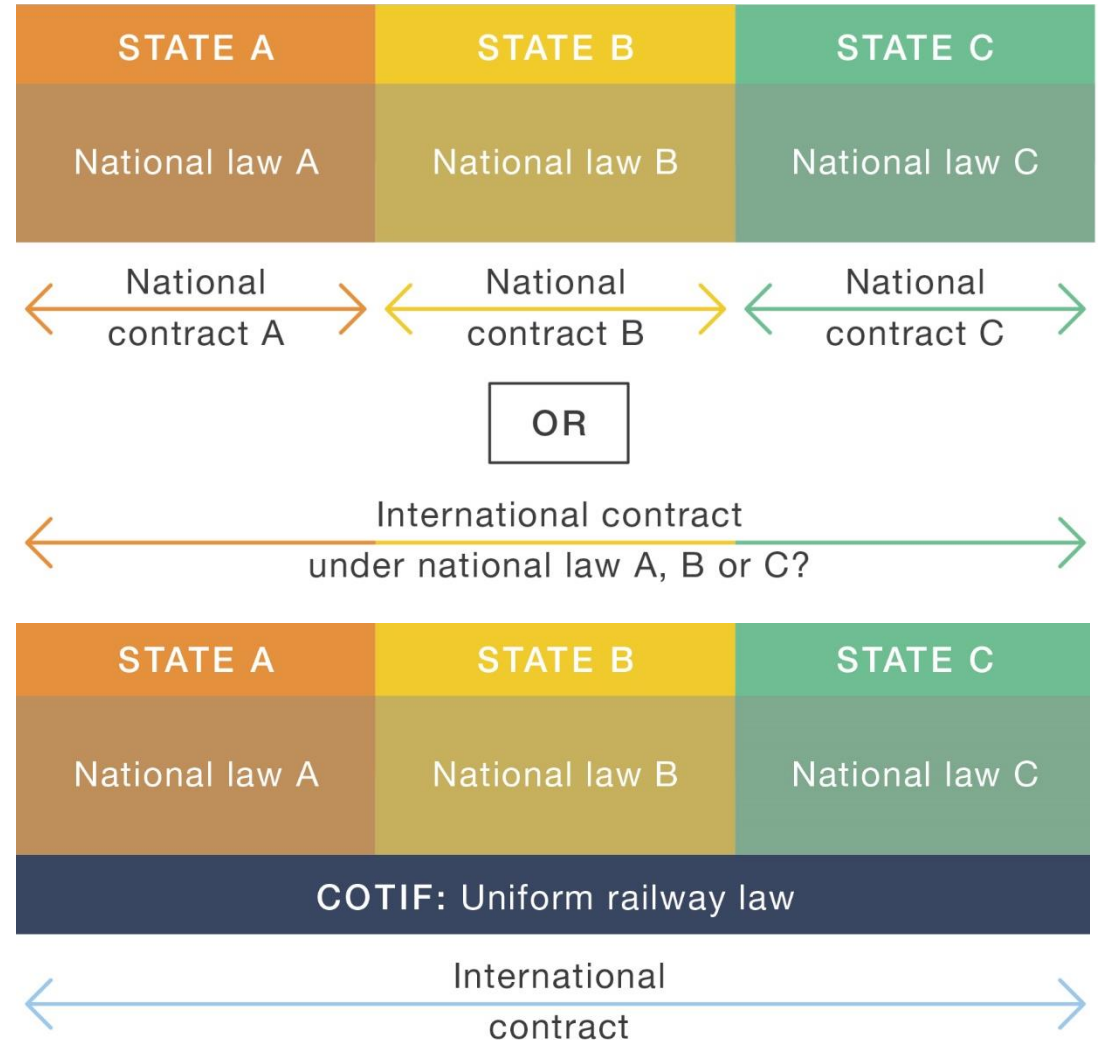 STATE A
STATE B
STATE C
National law A
National law B
National law C
National
contract A
National
contract B
National
contract C
OR
International contract
under national law A, B or C?
STATE A
STATE B
STATE C
National law A
National law B
National law C
COTIF: Uniform railway law
International
contract